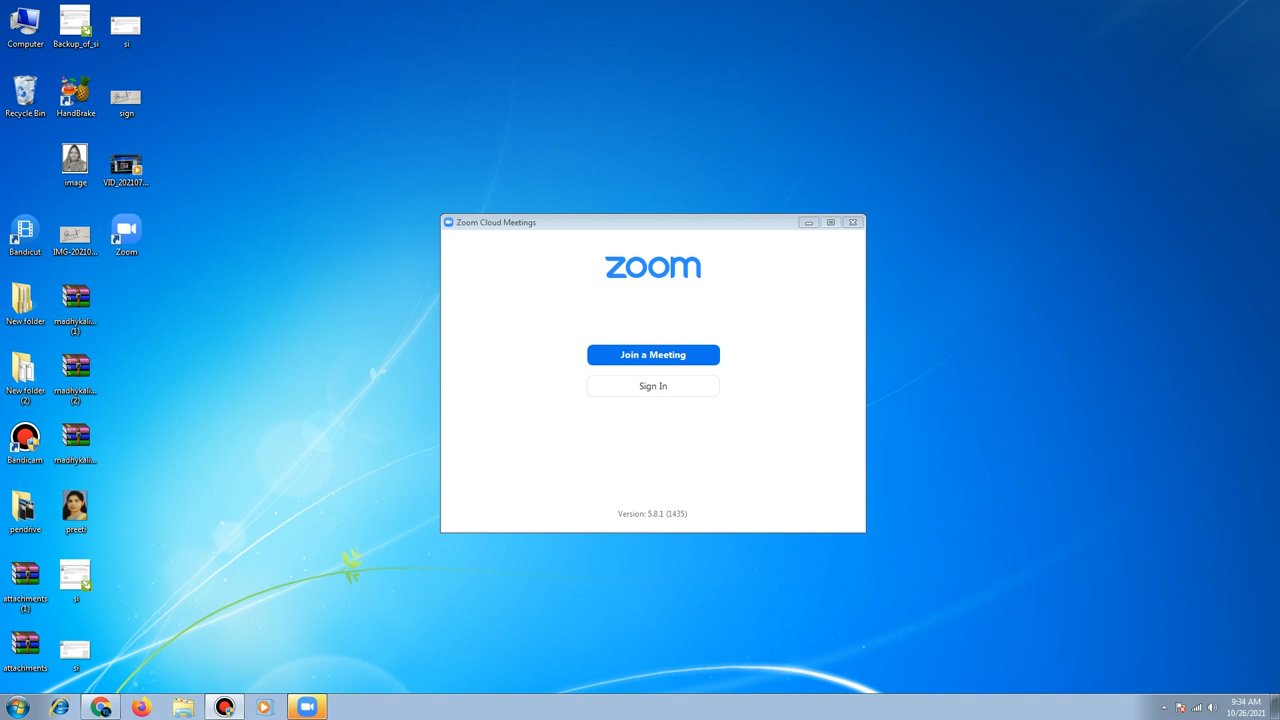 Computer
Backup_of_si
si
Recycle Bin
HandBrake
sign
image
VID_202107...
Bandicut
IMG-20210...
Zoom
New folder
madhykali...
(1)
New folder
(2)
madhykali...
(2)
Bandicam
madhykali...
pendrive
preeti
attachments
(1)
si
attachments
si
Zoom Cloud Meetings
zoom
Join a Meeting
Sign In
Version: 5.8.1 (1435)
9:34 AM
10/26/2021